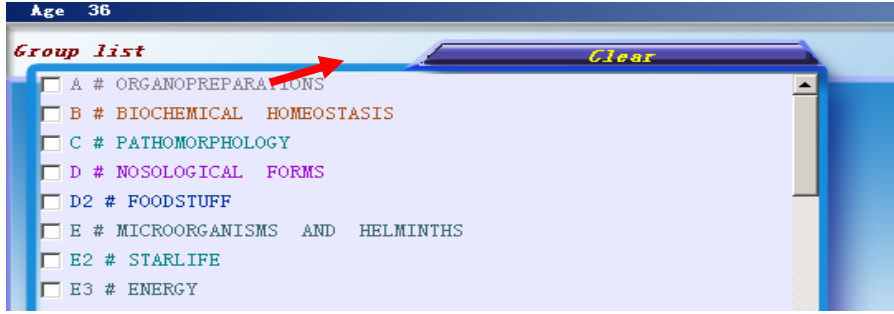 Age 36
Group list
Clear
A # ORGANOPREPARATIONS
B # BIOCHEMICAL HOMEOSTASIS
C # PATHOMORPHOLOGY
D # NOSOLOGICAL FORMS
D2 # FOODSTUFF
E # MICROORGANISMS AND HELMINTHS
E2 # STARLIFE
E3 # ENERGY